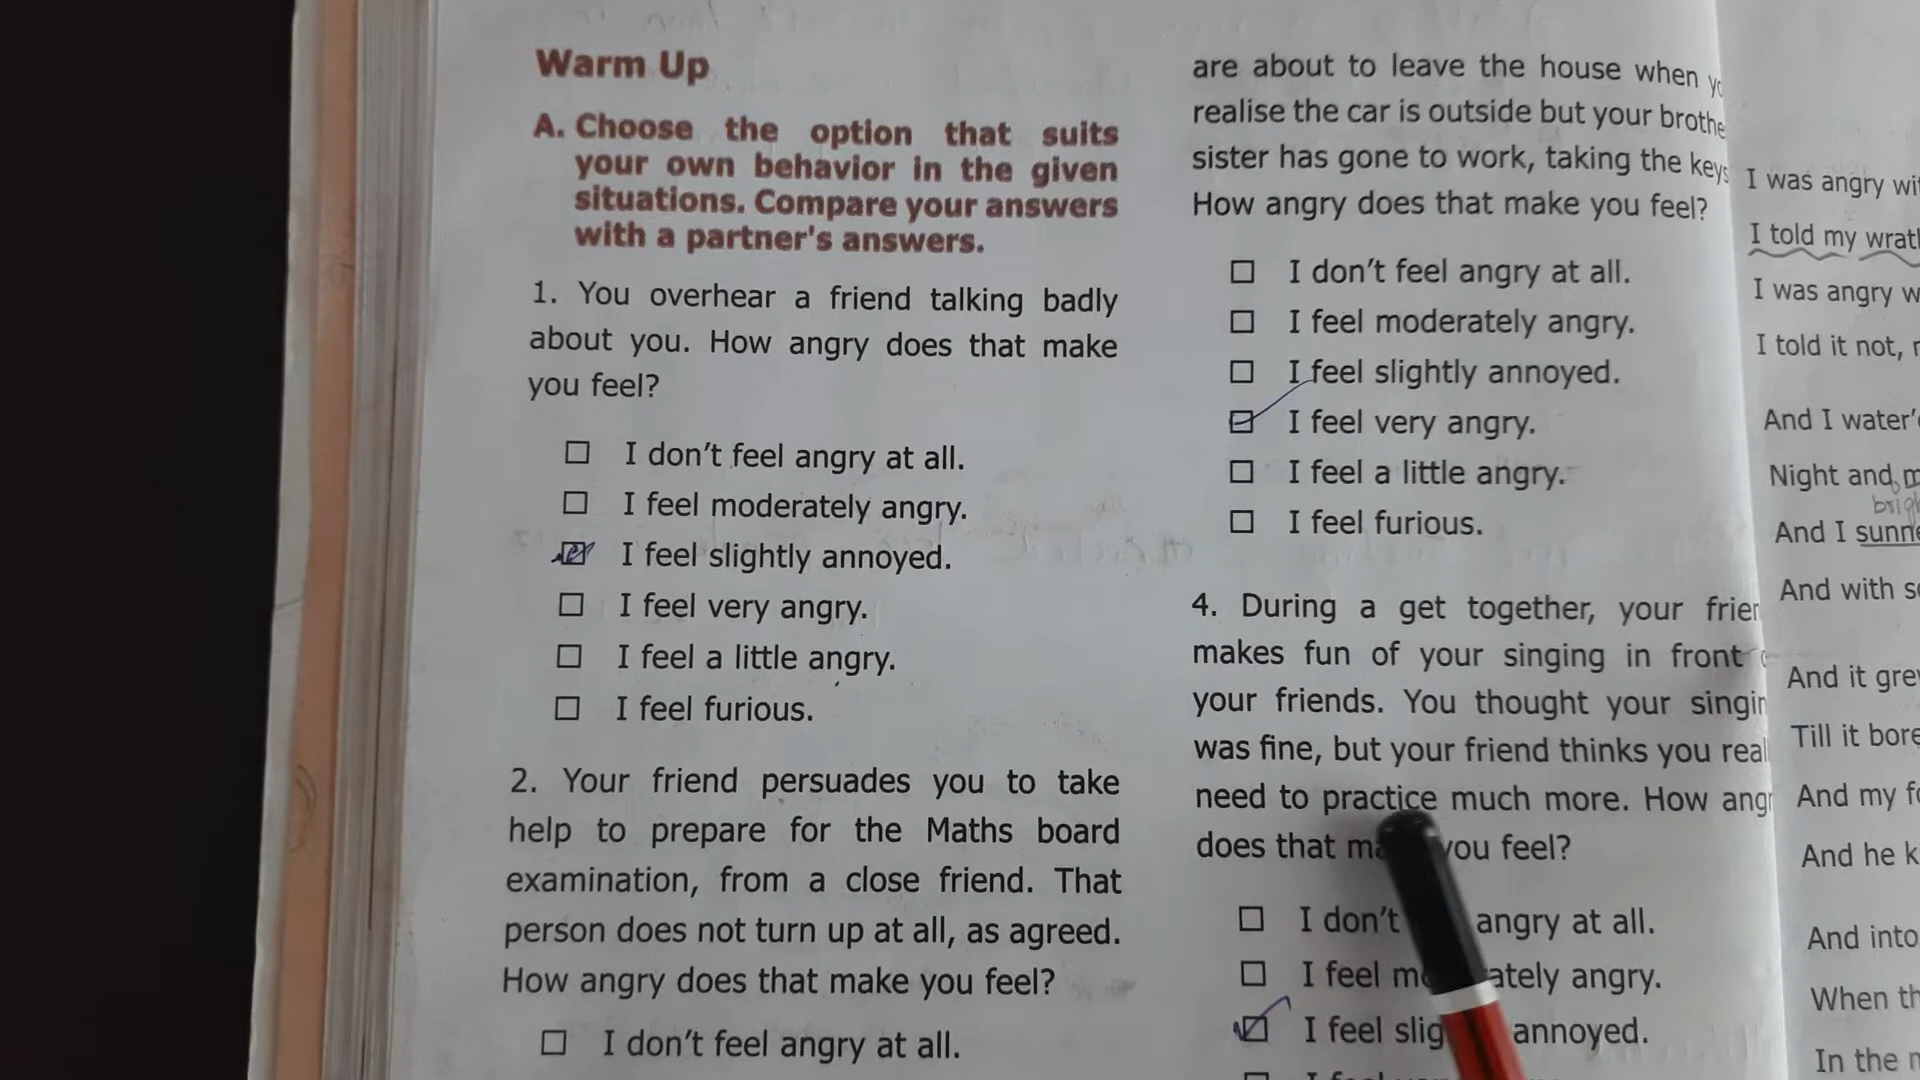 Warm Up
A. Choose the option that suits
your own behavior in the given
situations. Compare your answers
with a partner's answers.
1. You overhear a friend talking badly
about you. How angry does that make
you feel?
I don't feel angry at all.
I feel moderately angry.
I feel slightly annoyed.
I feel very angry.
I feel a little angry.
I feel furious.
2. Your friend persuades you to take
help to prepare for the Maths board
examination, from a close friend. That
person does not turn up at all, as agreed.
How angry does that make you feel?
I don't feel angry at all.
are about to leave the house when
realise the car is outside but your
sister has gone to work, taking the keys
How angry does that make you feel?
I don't feel angry at all.
I feel moderately angry.
I feel slightly annoyed.
I feel very angry.
I feel a little angry.
I feel furious.
4. During a get together, your
makes fun of your singing in front
your friends. You thought your
was fine, but your friend thinks you
need to practice much more. How
does that you feel?
I don't angry at all.
I feel angry.
I feel annoyed.
I was angry
I told my
I was angry
I told it not,
And I
Night and
And I
And with
And it
Till it
And my
And he
And into
When
In the